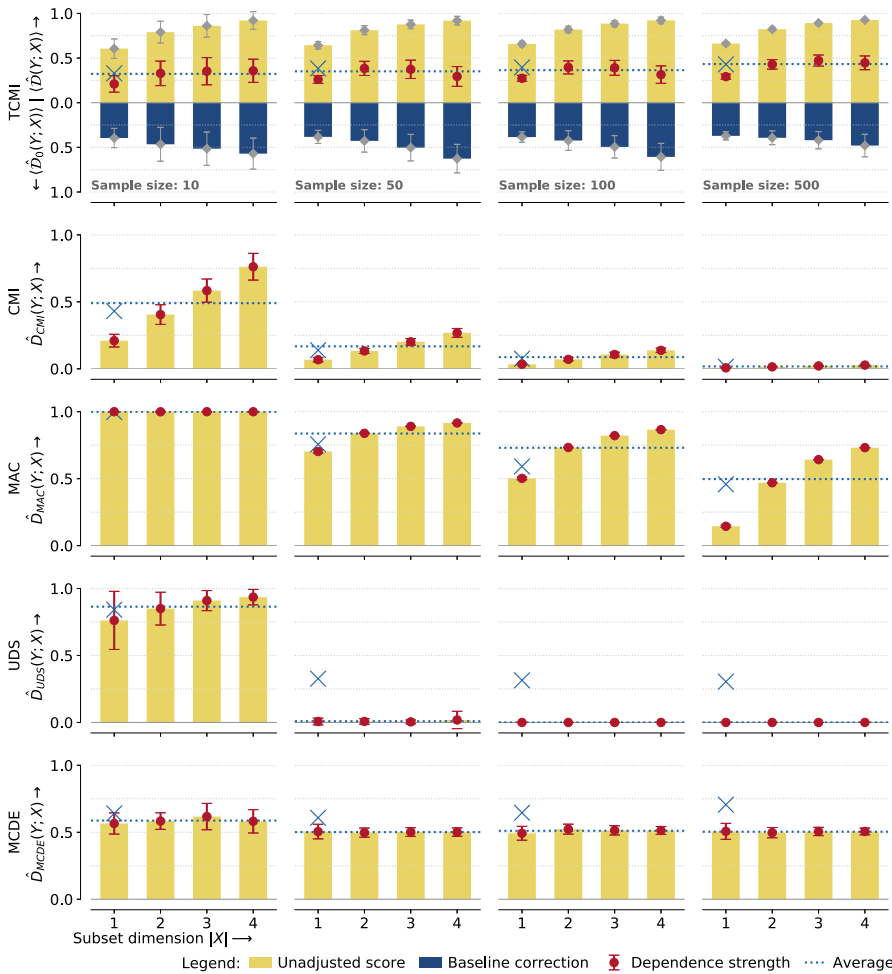 TCMI
← ⟨D̂₀(Y; X)⟩ | ⟨D̂(Y; X)⟩ →
1.0
0.5
0.0
0.5
1.0
Sample size: 10
Sample size: 50
Sample size: 100
Sample size: 500
CMI
D̂_CMI(Y; X) →
1.0
0.5
0.0
MAC
D̂_MAC(Y; X) →
1.0
0.5
0.0
UDS
D̂_UDS(Y; X) →
1.0
0.5
0.0
MCDE
D̂_MCDE(Y; X) →
1.0
0.5
0.0
1 2 3 4 1 2 3 4 1 2 3 4 1 2 3 4
Subset dimension |X| →
Legend: Unadjusted score Baseline correction Dependence strength Average